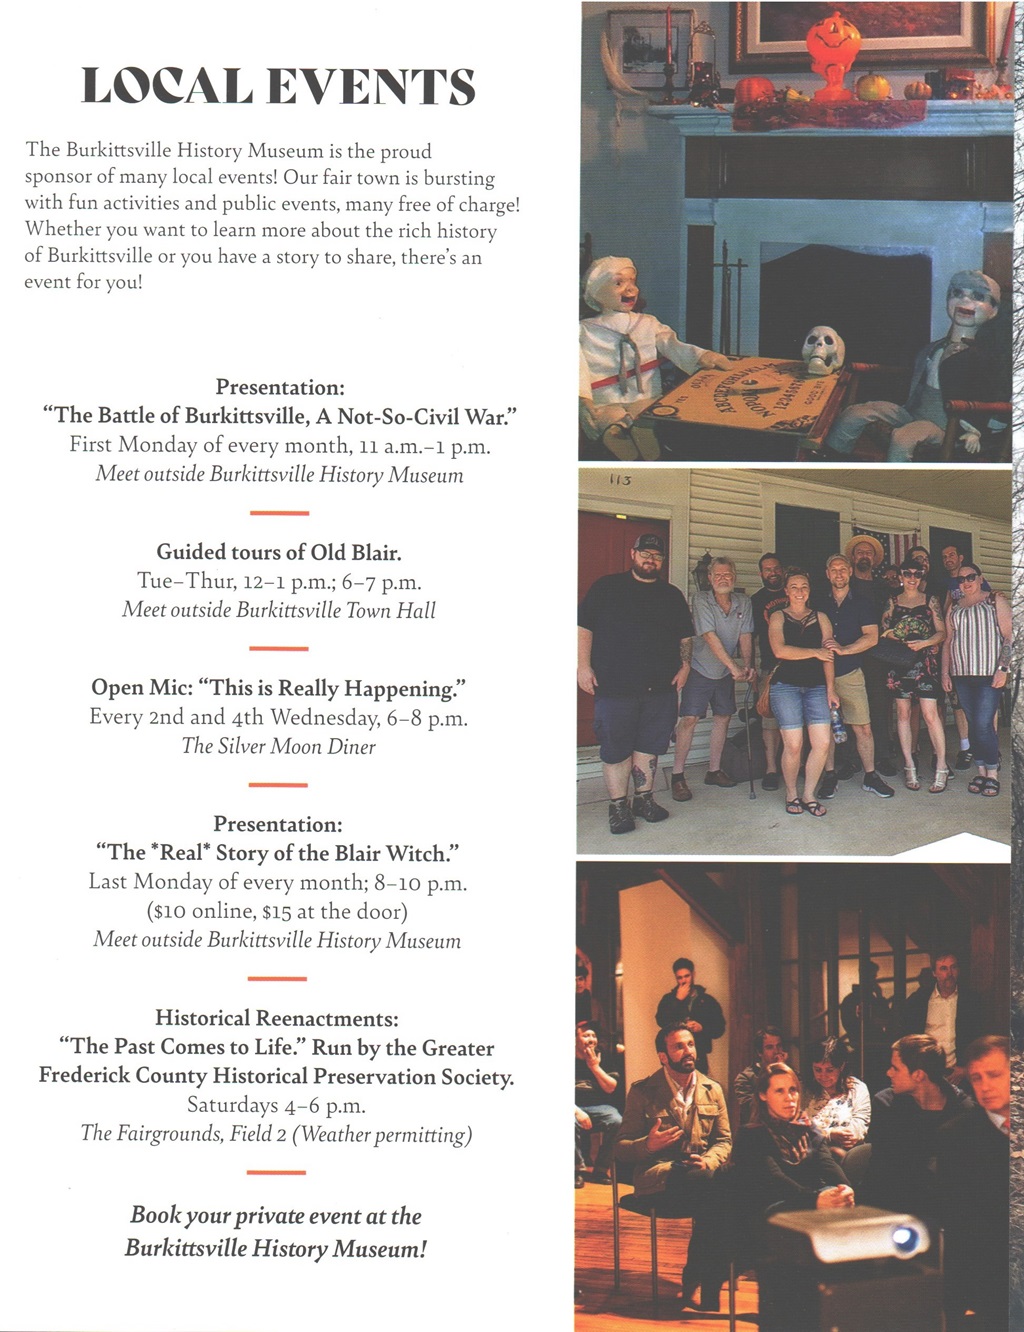 LOCAL EVENTS
The Burkittsville History Museum is the proud
sponsor of many local events! Our fair town is bursting
with fun activities and public events, many free of charge!
Whether you want to learn more about the rich history
of Burkittsville or you have a story to share, there's an
event for you!
Presentation:
“The Battle of Burkittsville, A Not-So-Civil War.”
First Monday of every month, 11 a.m.–1 p.m.
Meet outside Burkittsville History Museum
Guided tours of Old Blair.
Tue–Thur, 12–1 p.m.; 6–7 p.m.
Meet outside Burkittsville Town Hall
Open Mic: “This is Really Happening.”
Every 2nd and 4th Wednesday, 6–8 p.m.
The Silver Moon Diner
Presentation:
“The *Real* Story of the Blair Witch.”
Last Monday of every month; 8–10 p.m.
($10 online, $15 at the door)
Meet outside Burkittsville History Museum
Historical Reenactments:
“The Past Comes to Life.” Run by the Greater
Frederick County Historical Preservation Society.
Saturdays 4–6 p.m.
The Fairgrounds, Field 2 (Weather permitting)
Book your private event at the
Burkittsville History Museum!
113